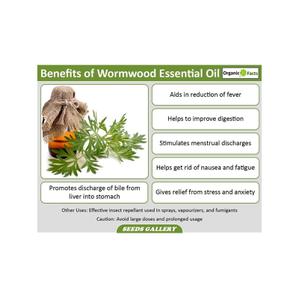 Benefits of Wormwood Essential Oil
Organic Facts
Aids in reduction of fever
Helps to improve digestion
Stimulates menstrual discharges
Helps get rid of nausea and fatigue
Promotes discharge of bile from
liver into stomach
Gives relief from stress and anxiety
Other Uses: Effective insect repellant used in sprays, vapourizers, and fumigants
Caution: Avoid large doses and prolonged usage
SEEDS GALLERY